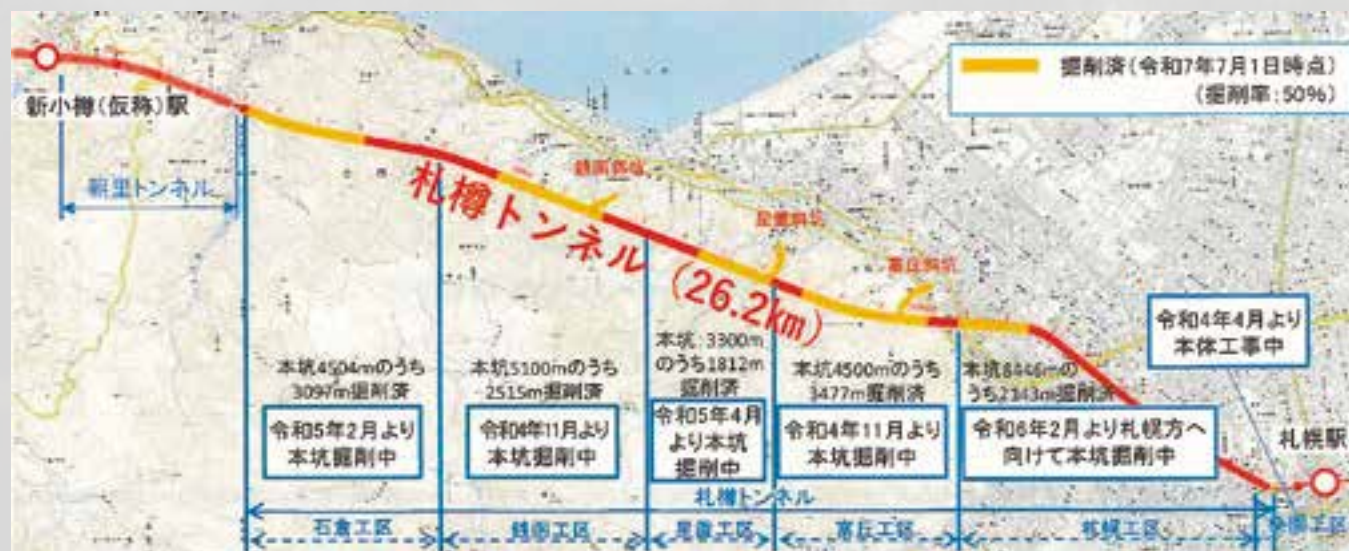 掘削済(令和7年7月1日時点)
(掘削率:50%)
新小樽(仮称)駅
朝里トンネル
銭函斜坑
星置斜坑
富丘斜坑
札樽トンネル(26.2km)
令和4年4月より
本体工事中
本坑4504mのうち
3097m掘削済
令和5年2月より
本坑掘削中
本坑5100mのうち
2515m掘削済
令和4年11月より
本坑掘削中
本坑:3300m
のうち1812m
掘削済
令和5年4月
より本坑
掘削中
本坑4500mのうち
3477m掘削済
令和4年11月より
本坑掘削中
本坑8446mの
うち2343m掘削済
令和6年2月より札幌方へ
向けて本坑掘削中
札幌駅
札樽トンネル
石倉工区
銭函工区
星置工区
富丘工区
札幌工区